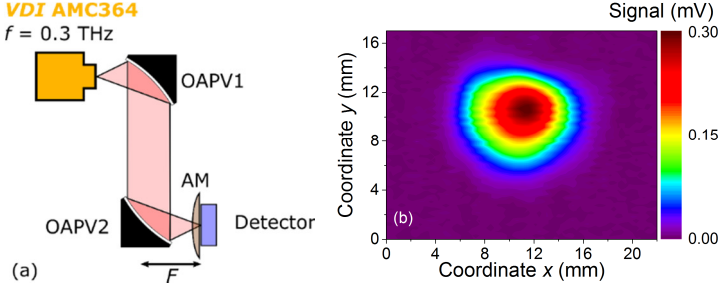 VDI AMC364
f = 0.3 THz
OAPV1
AM
OAPV2
Detector
F
(a)
Signal (mV)
0.30
0.15
0.00
Coordinate y (mm)
16
12
8
4
0
(b)
0 4 8 12 16 20
Coordinate x (mm)